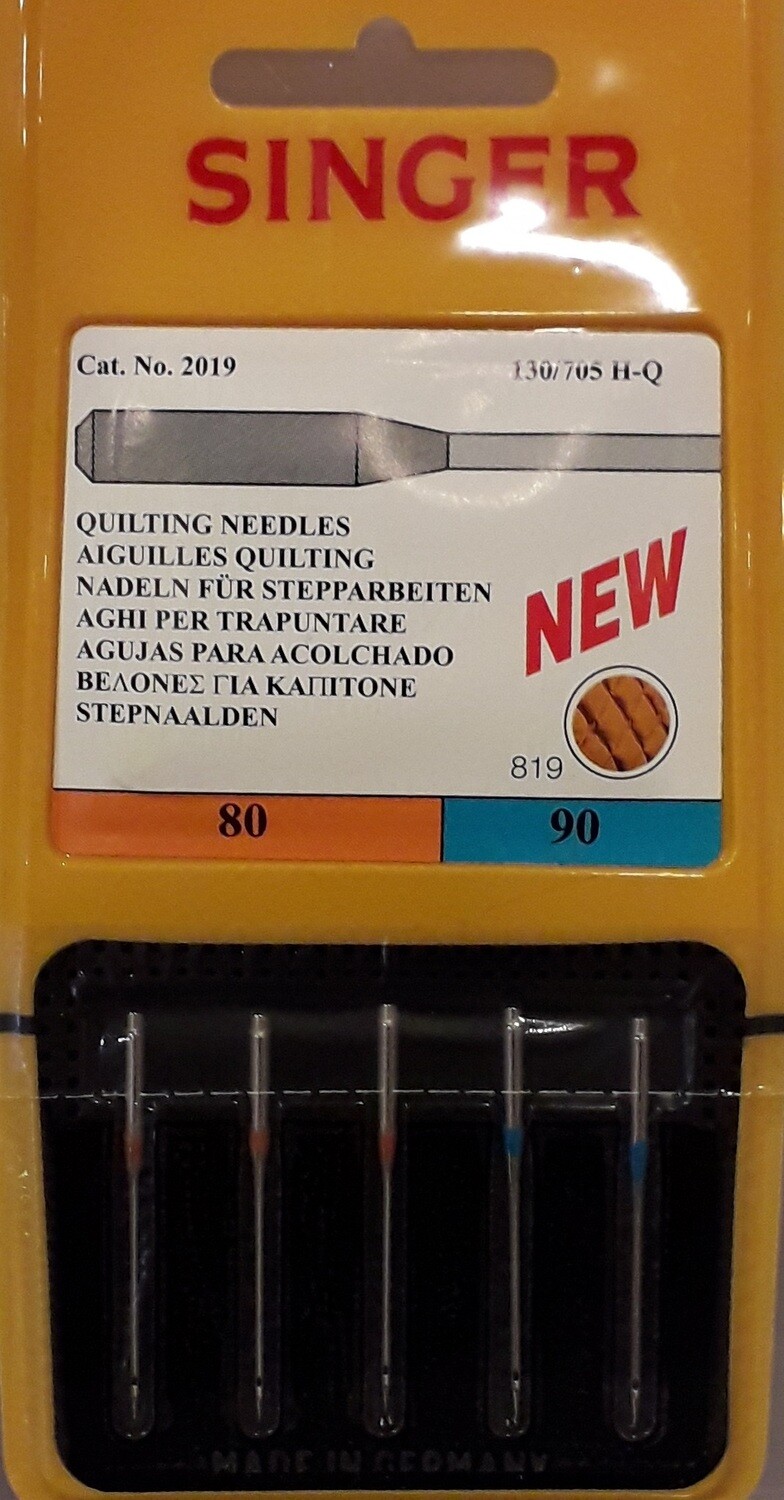 SINGER
Cat. No. 2019 130/705 H-Q
QUILTING NEEDLES
AIGUILLES QUILTING
NADELN FÜR STEPPARBEITEN
AGHI PER TRAPUNTARE
AGUJAS PARA ACOLCHADO
ΒΕΛΟΝΕΣ ΓΙΑ ΚΑΠΙΤΟΝΕ
STEPNAALDEN
NEW
819
80 90
MADE IN GERMANY